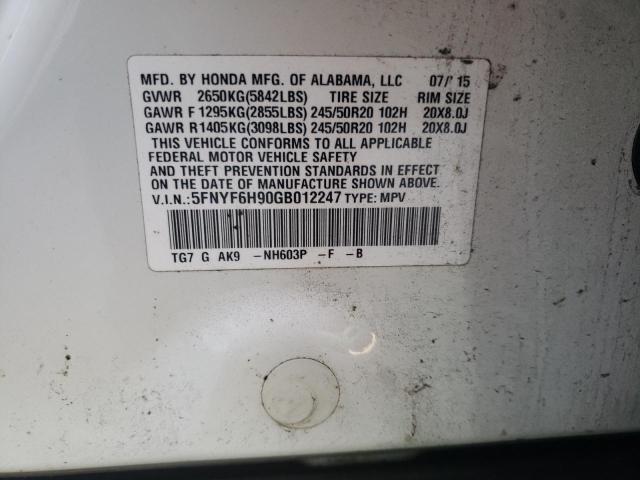 MFD. BY HONDA MFG. OF ALABAMA, LLC 07/ 15
GVWR 2650KG(5842LBS) TIRE SIZE RIM SIZE
GAWR F 1295KG(2855LBS) 245/50R20 102H 20X8.0J
GAWR R1405KG(3098LBS) 245/50R20 102H 20X8.0J
THIS VEHICLE CONFORMS TO ALL APPLICABLE
FEDERAL MOTOR VEHICLE SAFETY
AND THEFT PREVENTION STANDARDS IN EFFECT
ON THE DATE OF MANUFACTURE SHOWN ABOVE.
V.I.N.:5FNYF6H90GB012247 TYPE: MPV
TG7 G AK9 -NH603P -F -B